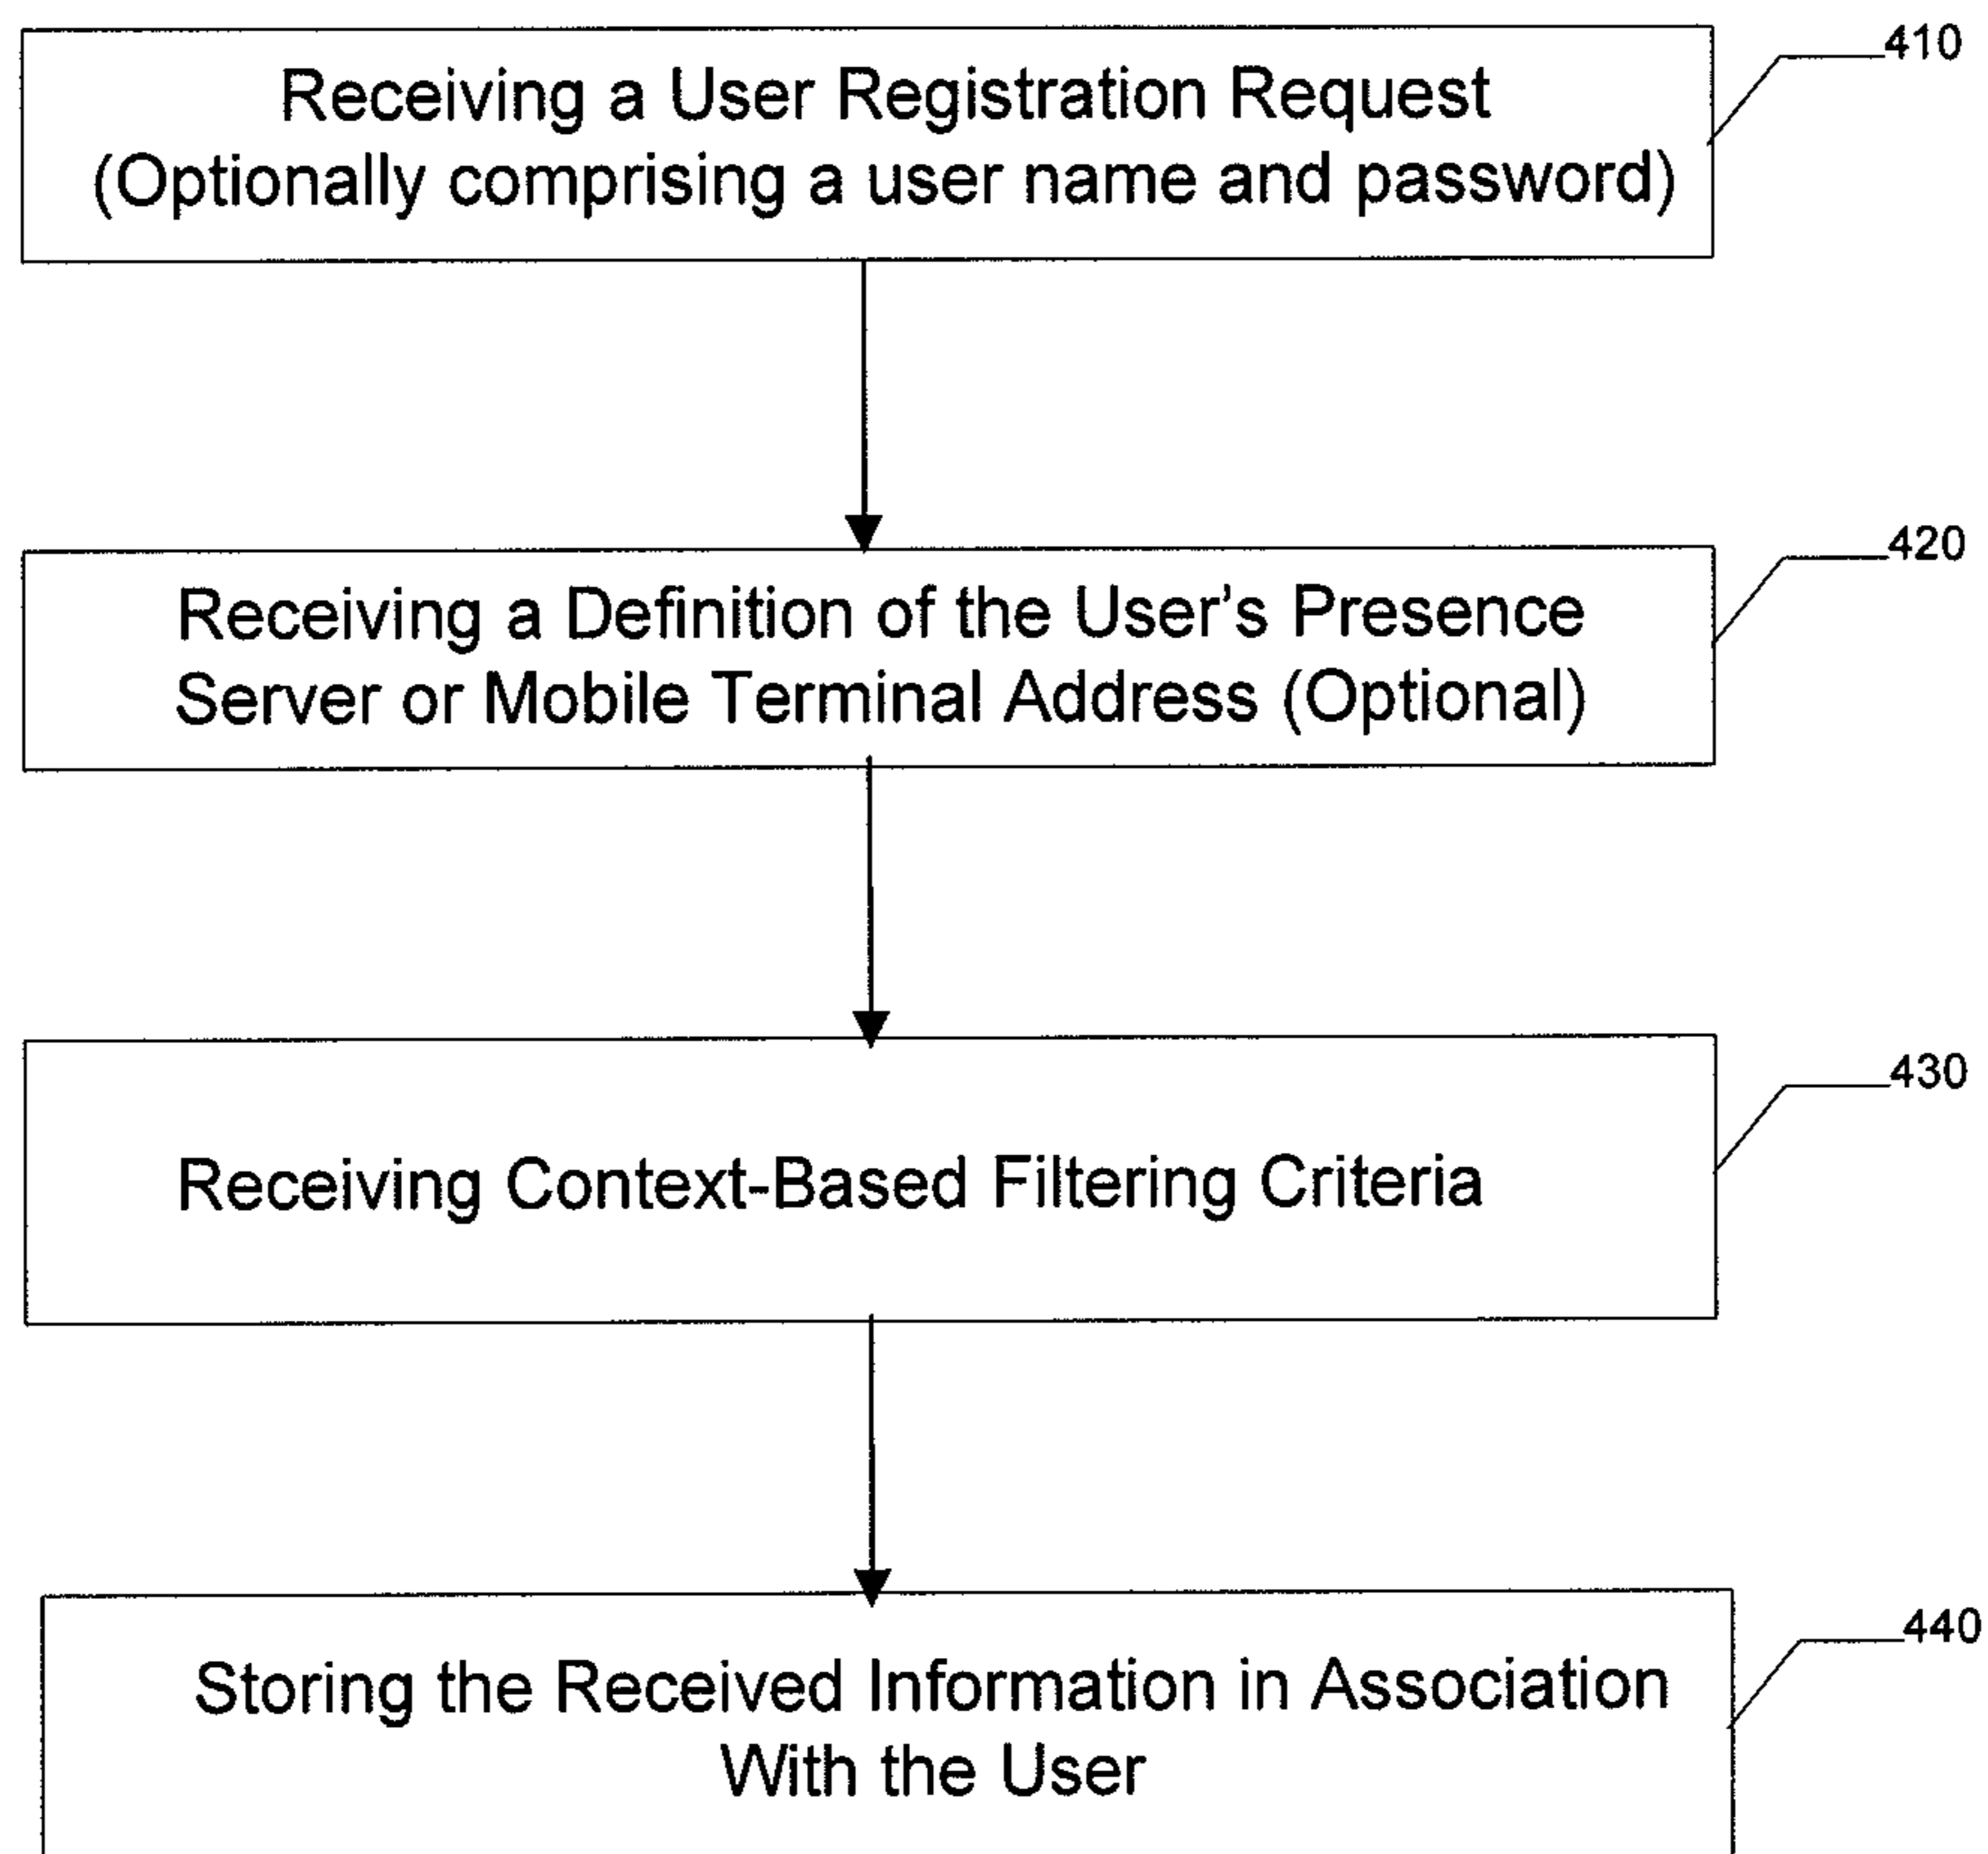 410
Receiving a User Registration Request
(Optionally comprising a user name and password)
420
Receiving a Definition of the User's Presence
Server or Mobile Terminal Address (Optional)
430
Receiving Context-Based Filtering Criteria
440
Storing the Received Information in Association
With the User